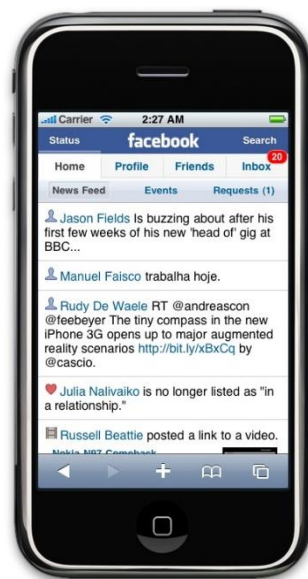 Carrier 2:27 AM
Status facebook Search
20
Home Profile Friends Inbox
News Feed Events Requests (1)
Jason Fields Is buzzing about after his
first few weeks of his new 'head of' gig at
BBC...
Manuel Faisco trabalha hoje.
Rudy De Waele RT @andreascon
@feebeyer The tiny compass in the new
iPhone 3G opens up to major augmented
reality scenarios http://bit.ly/xBxCq by
@cascio.
Julia Nalivaiko is no longer listed as "in
a relationship."
Russell Beattie posted a link to a video.
Nokia N97 Comeback